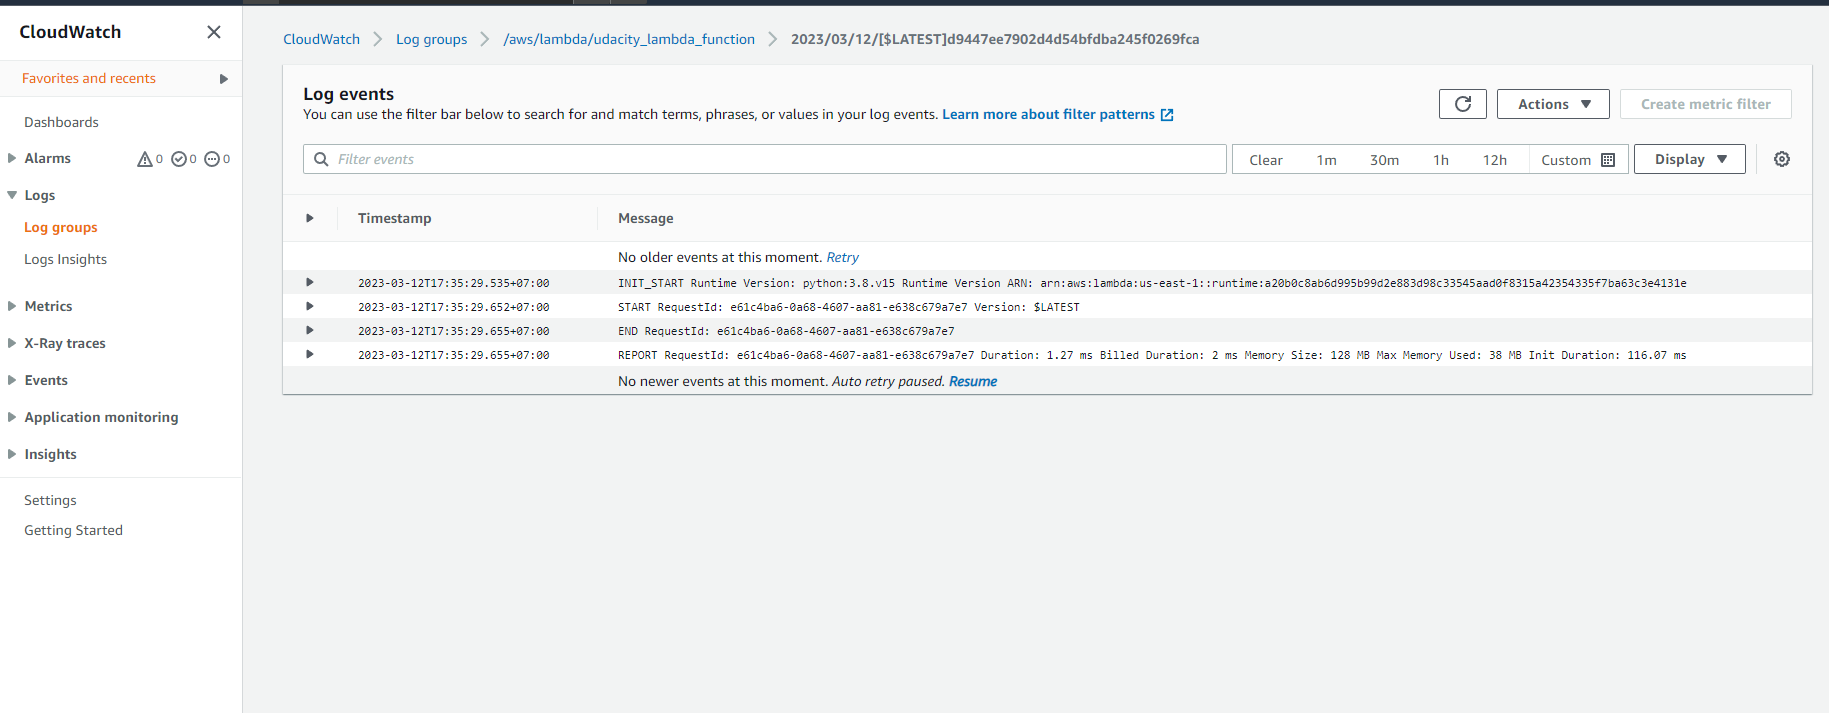 CloudWatch
Favorites and recents
Dashboards
Alarms 0 0 0
Logs
Log groups
Logs Insights
Metrics
X-Ray traces
Events
Application monitoring
Insights
Settings
Getting Started
CloudWatch Log groups /aws/lambda/udacity_lambda_function 2023/03/12/[$LATEST]d9447ee7902d4d54bfdba245f0269fca
Log events
You can use the filter bar below to search for and match terms, phrases, or values in your log events. Learn more about filter patterns
Actions
Create metric filter
Filter events
Clear 1m 30m 1h 12h Custom
Display
Timestamp Message
No older events at this moment. Retry
2023-03-12T17:35:29.535+07:00 INIT_START Runtime Version: python:3.8.v15 Runtime Version ARN: arn:aws:lambda:us-east-1::runtime:a20b0c8ab6d995b99d2e883d98c33545aad0f8315a42354335f7ba63c3e4131e
2023-03-12T17:35:29.652+07:00 START RequestId: e61c4ba6-0a68-4607-aa81-e638c679a7e7 Version: $LATEST
2023-03-12T17:35:29.655+07:00 END RequestId: e61c4ba6-0a68-4607-aa81-e638c679a7e7
2023-03-12T17:35:29.655+07:00 REPORT RequestId: e61c4ba6-0a68-4607-aa81-e638c679a7e7 Duration: 1.27 ms Billed Duration: 2 ms Memory Size: 128 MB Max Memory Used: 38 MB Init Duration: 116.07 ms
No newer events at this moment. Auto retry paused. Resume